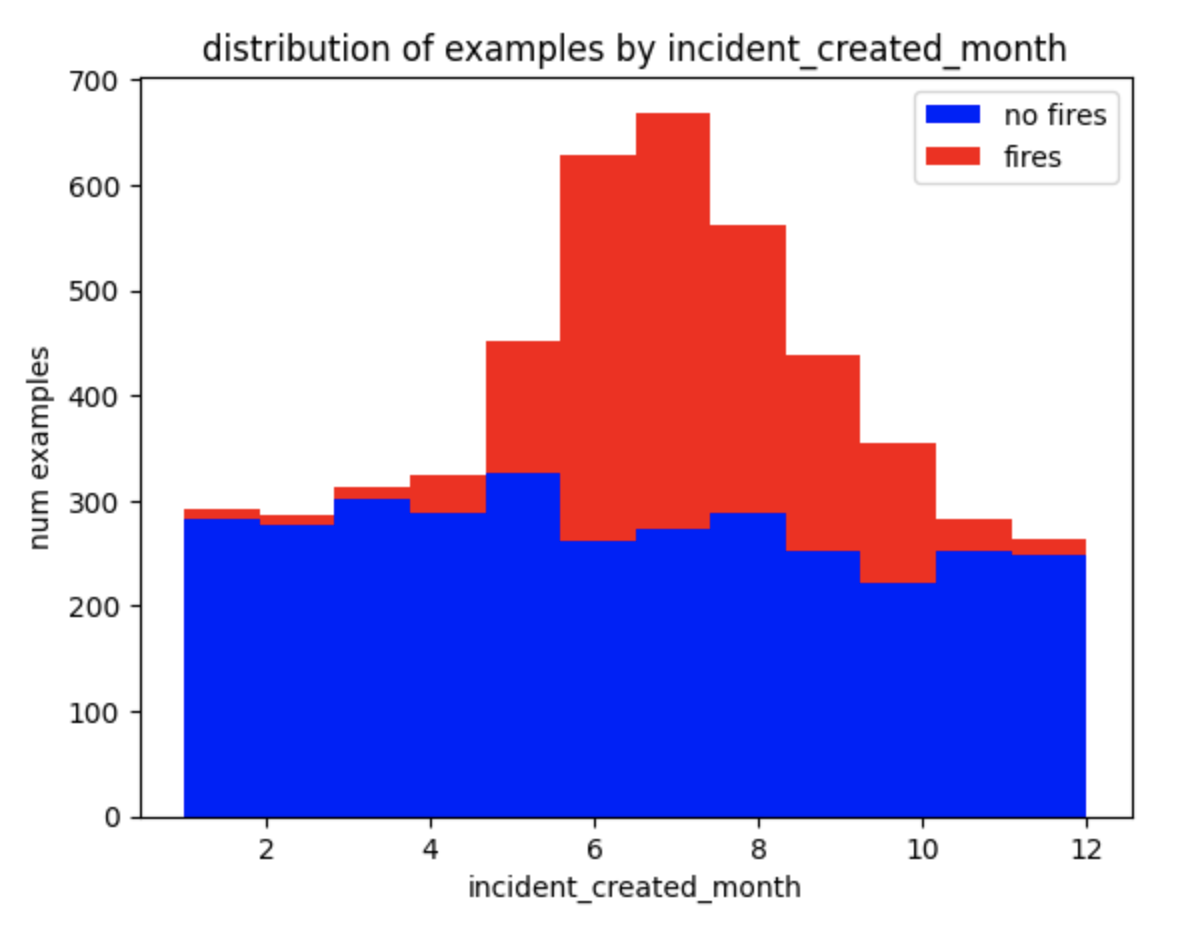 distribution of examples by incident_created_month
700
600
500
400
300
200
100
0
num examples
no fires
fires
2 4 6 8 10 12
incident_created_month